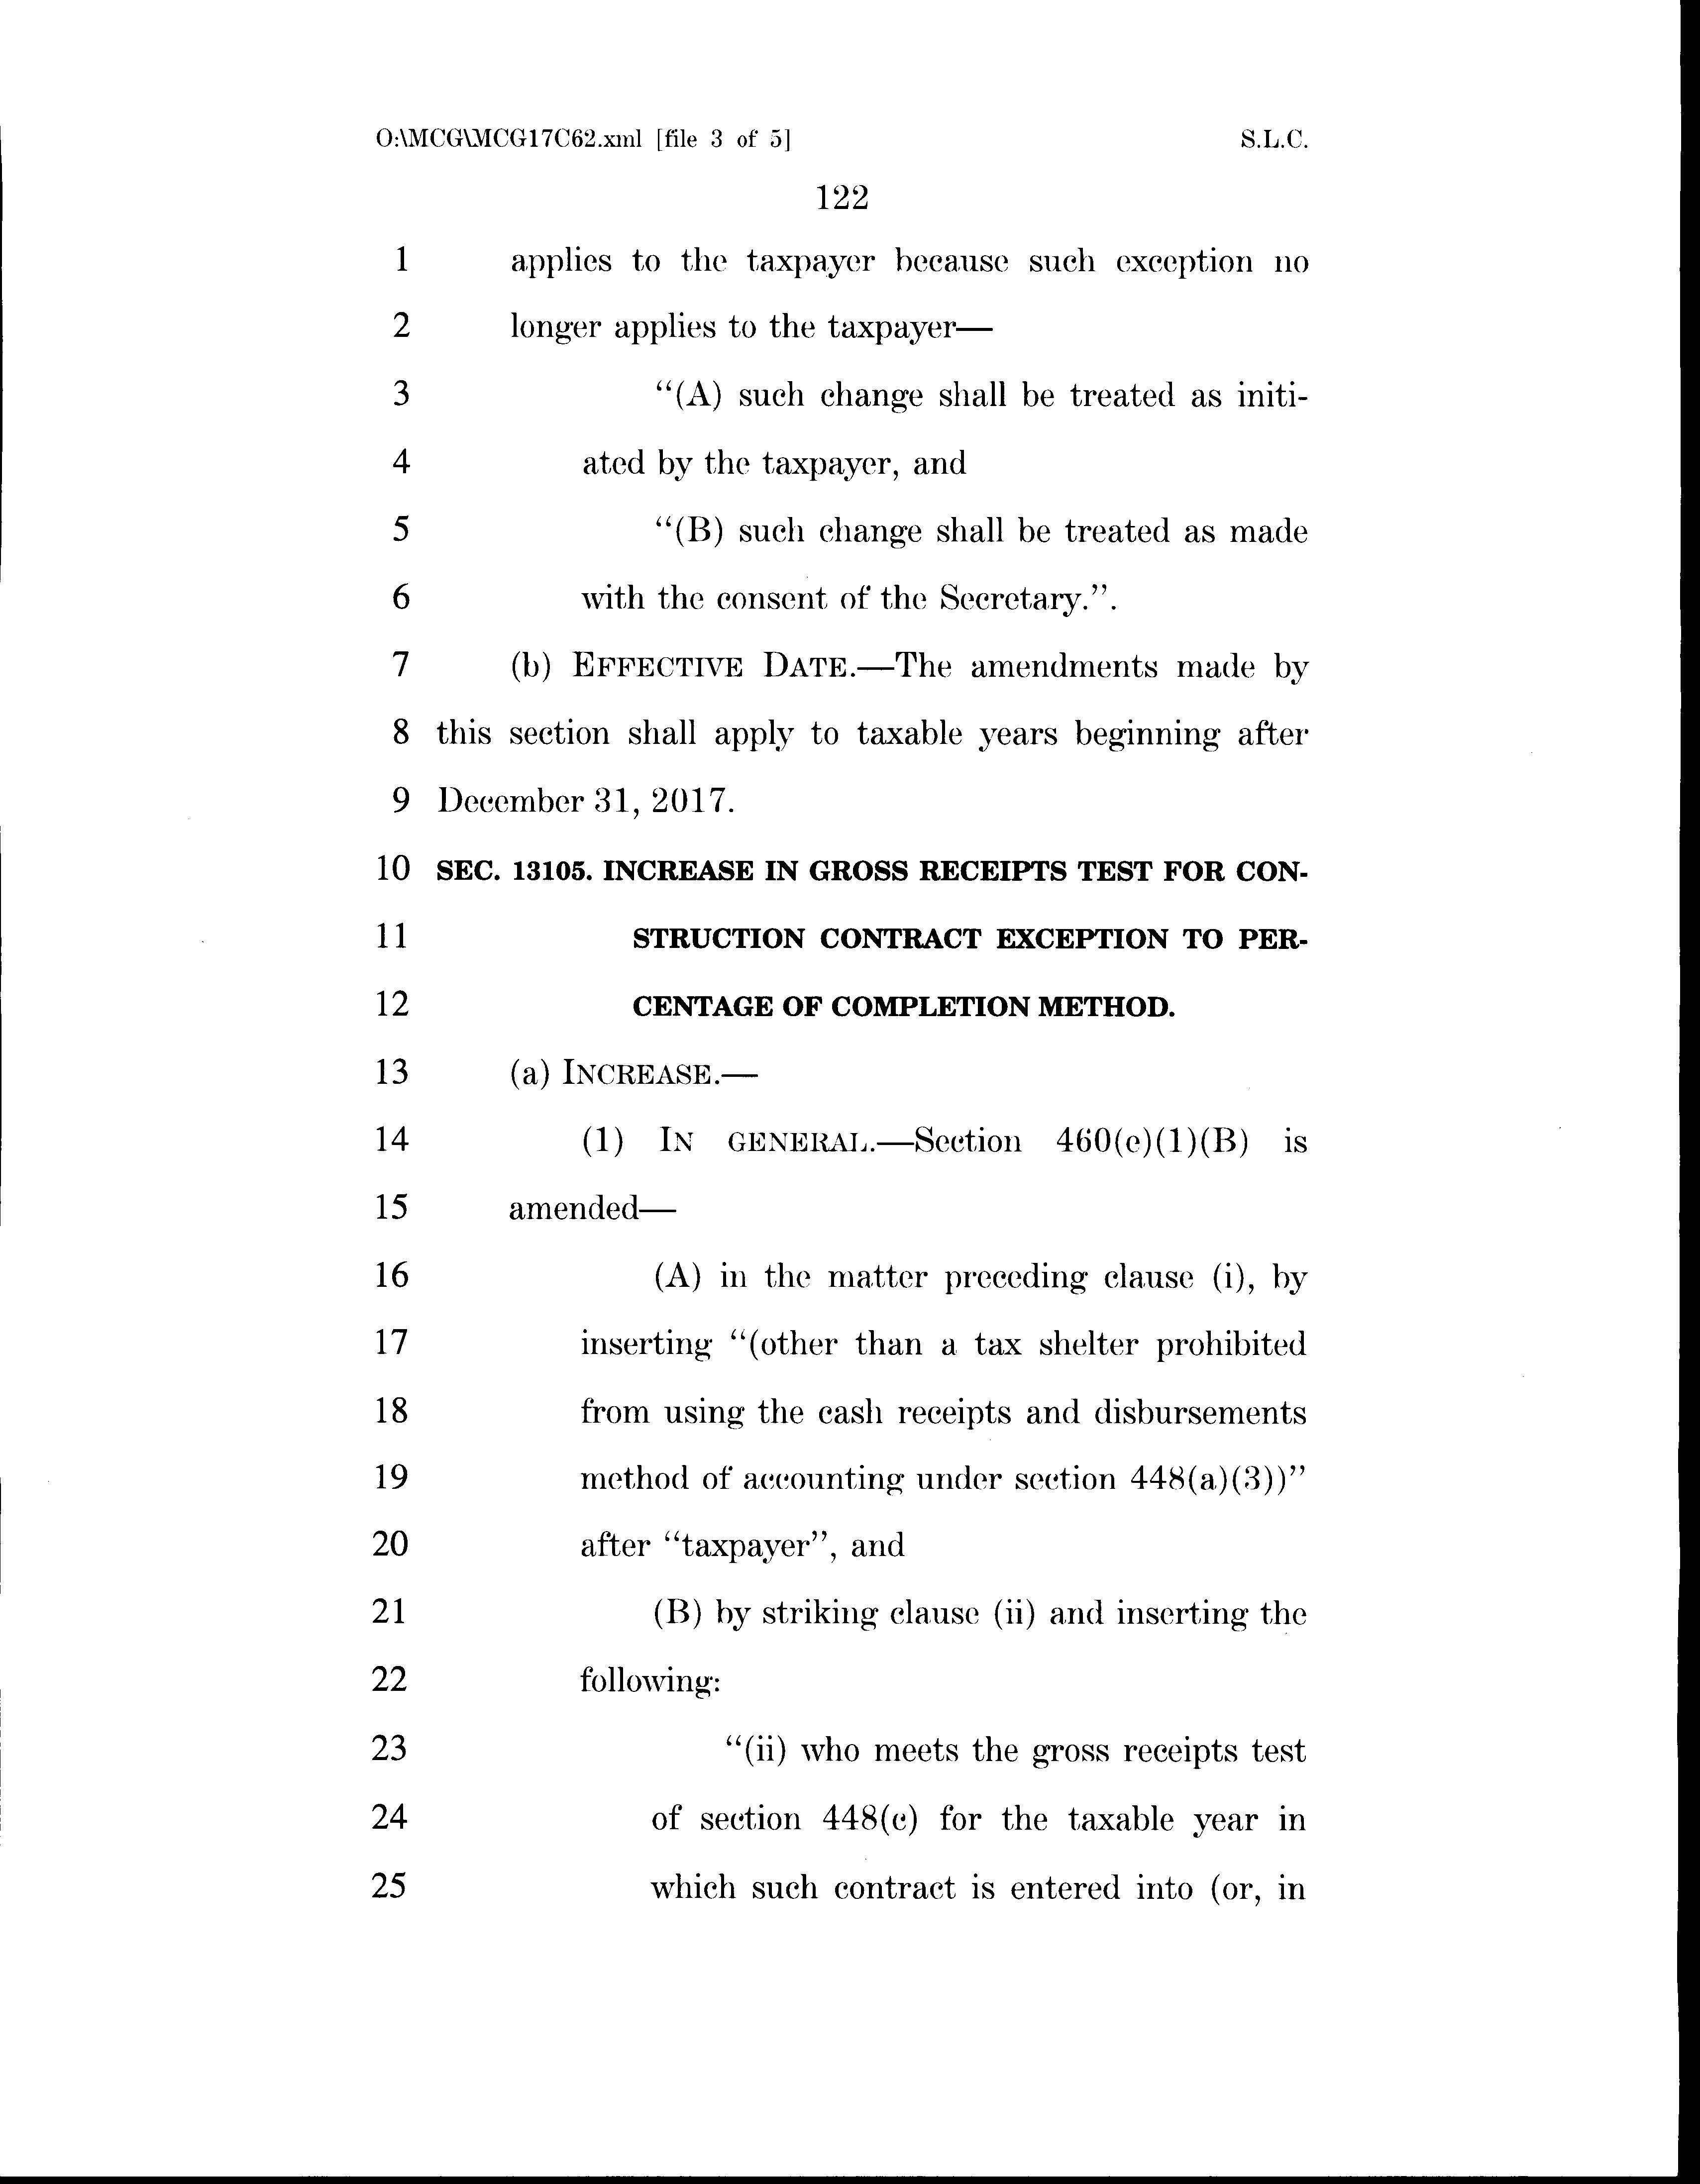 O:\MCG\MCG17C62.xml [file 3 of 5] S.L.C.
122
1 applies to the taxpayer because such exception no
2 longer applies to the taxpayer—
3 “(A) such change shall be treated as initi-
4 ated by the taxpayer, and
5 “(B) such change shall be treated as made
6 with the consent of the Secretary.”.
7 (b) EFFECTIVE DATE.—The amendments made by
8 this section shall apply to taxable years beginning after
9 December 31, 2017.
10 SEC. 13105. INCREASE IN GROSS RECEIPTS TEST FOR CON-
11 STRUCTION CONTRACT EXCEPTION TO PER-
12 CENTAGE OF COMPLETION METHOD.
13 (a) INCREASE.—
14 (1) IN GENERAL.—Section 460(e)(1)(B) is
15 amended—
16 (A) in the matter preceding clause (i), by
17 inserting “(other than a tax shelter prohibited
18 from using the cash receipts and disbursements
19 method of accounting under section 448(a)(3))”
20 after “taxpayer”, and
21 (B) by striking clause (ii) and inserting the
22 following:
23 “(ii) who meets the gross receipts test
24 of section 448(c) for the taxable year in
25 which such contract is entered into (or, in